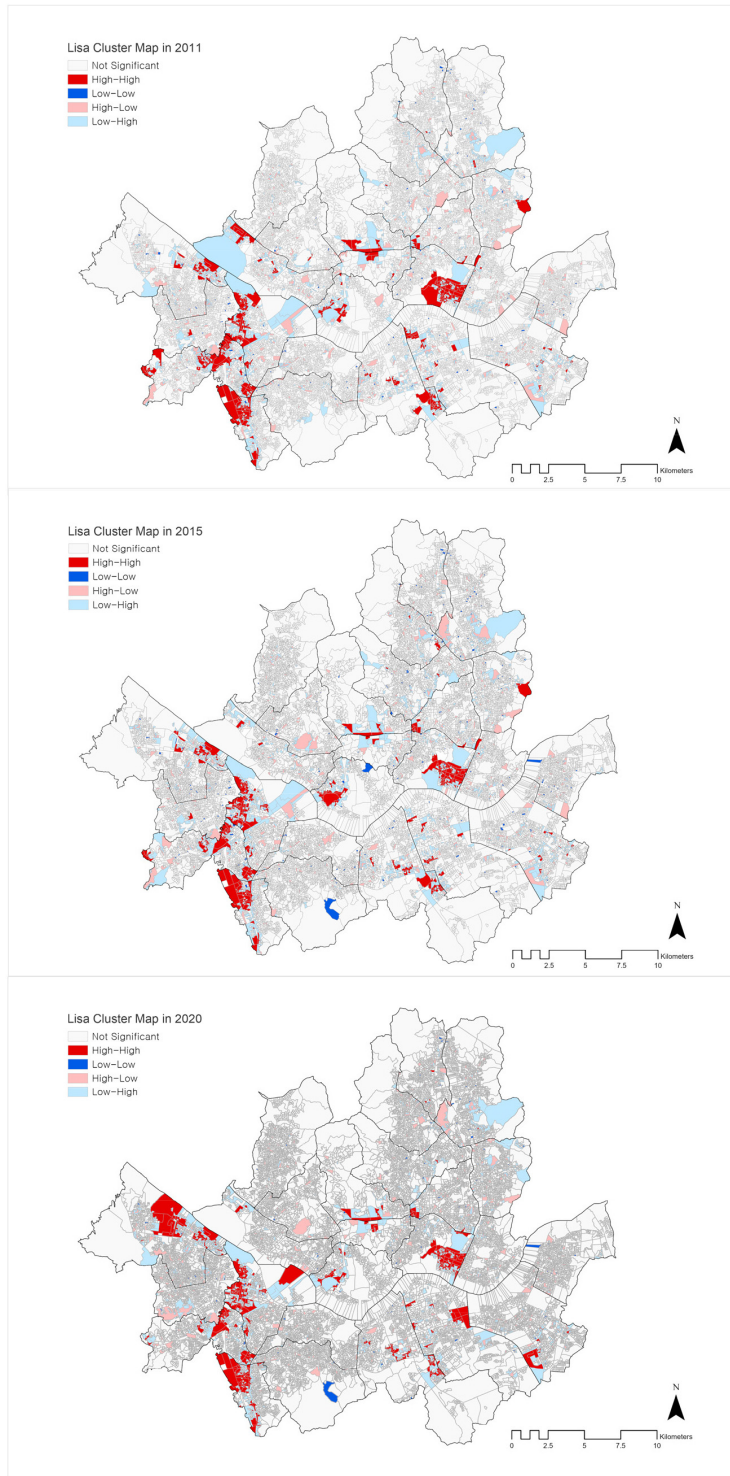 Lisa Cluster Map in 2011
Not Significant
High-High
Low-Low
High-Low
Low-High
N
Kilometers
0 2.5 5 7.5 10
Lisa Cluster Map in 2015
Not Significant
High-High
Low-Low
High-Low
Low-High
N
Kilometers
0 2.5 5 7.5 10
Lisa Cluster Map in 2020
Not Significant
High-High
Low-Low
High-Low
Low-High
N
Kilometers
0 2.5 5 7.5 10